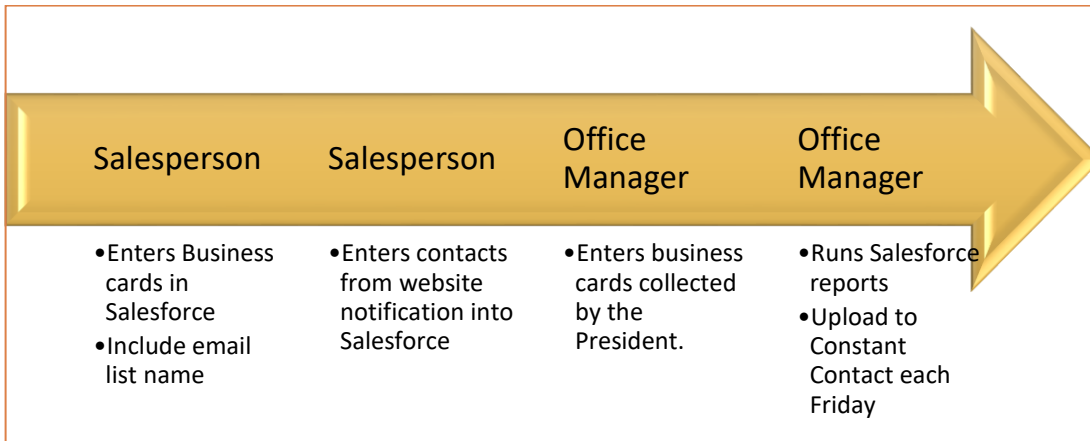 Salesperson
Salesperson
Office
Manager
Office
Manager
•Enters Business
cards in
Salesforce
•Include email
list name
•Enters contacts
from website
notification into
Salesforce
•Enters business
cards collected
by the
President.
•Runs Salesforce
reports
•Upload to
Constant
Contact each
Friday